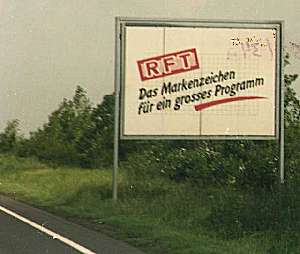 RFT
Das Markenzeichen
für ein grosses Programm